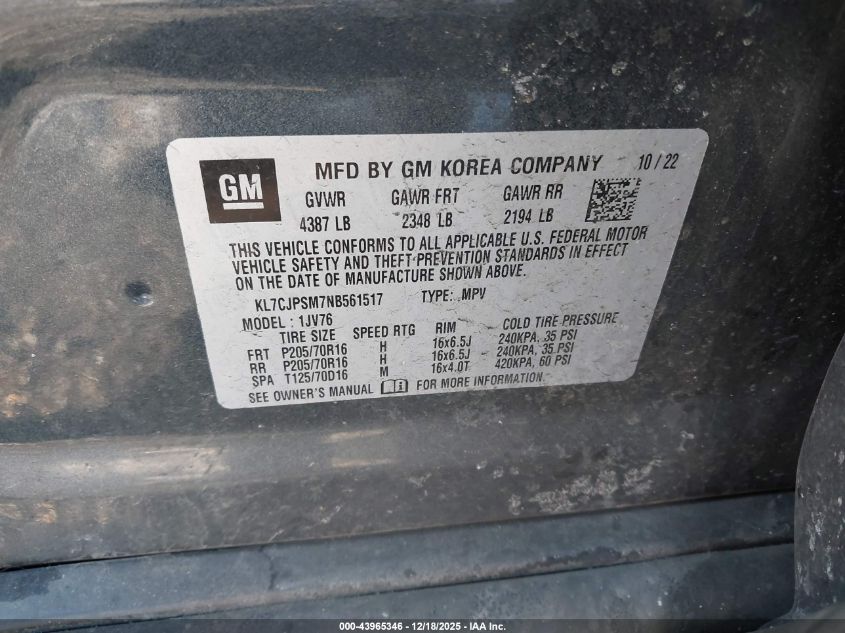 GM
MFD BY GM KOREA COMPANY 10 / 22
GVWR GAWR FRT GAWR RR
4387 LB 2348 LB 2194 LB
THIS VEHICLE CONFORMS TO ALL APPLICABLE U.S. FEDERAL MOTOR
VEHICLE SAFETY AND THEFT PREVENTION STANDARDS IN EFFECT
ON THE DATE OF MANUFACTURE SHOWN ABOVE.
KL7CJPSM7NB561517 TYPE: MPV
MODEL : 1JV76
TIRE SIZE SPEED RTG RIM COLD TIRE PRESSURE
FRT P205/70R16 H 16x6.5J 240KPA, 35 PSI
RR P205/70R16 H 16x6.5J 240KPA, 35 PSI
SPA T125/70D16 M 16x4.0T 420KPA, 60 PSI
SEE OWNER'S MANUAL i FOR MORE INFORMATION.
000-43965346 - 12/18/2025 - IAA Inc.